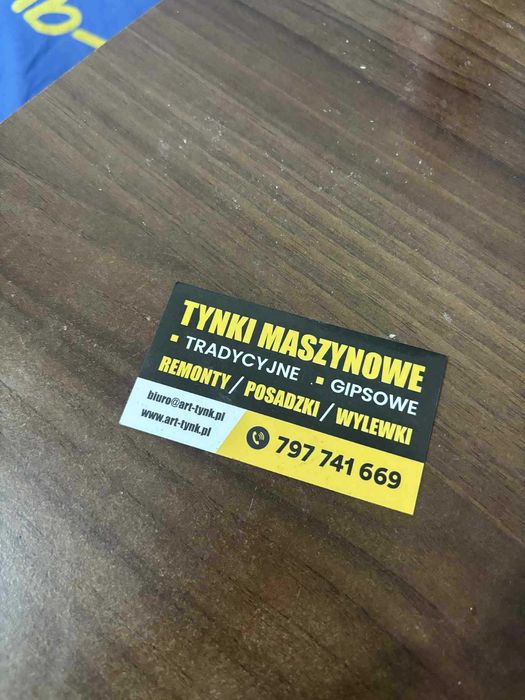 TYNKI MASZYNOWE
▪ TRADYCYJNE ▪ GIPSOWE
REMONTY / POSADZKI / WYLEWKI
biuro@art-tynk.pl
www.art-tynk.pl
797 741 669